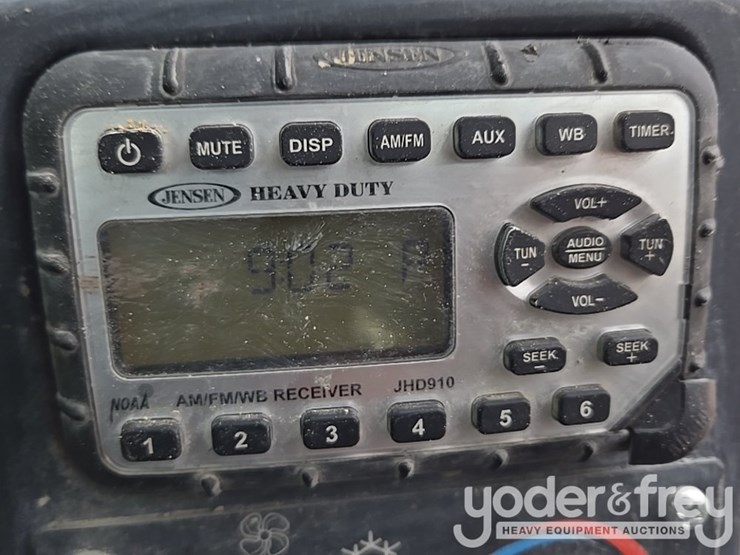 JENSEN
MUTE DISP AM/FM AUX WB TIMER
JENSEN HEAVY DUTY
VOL+
TUN - AUDIO MENU TUN +
VOL-
902
SEEK - SEEK +
NOAA AM/FM/WB RECEIVER JHD910
1 2 3 4 5 6
yoder&frey
HEAVY EQUIPMENT AUCTIONS